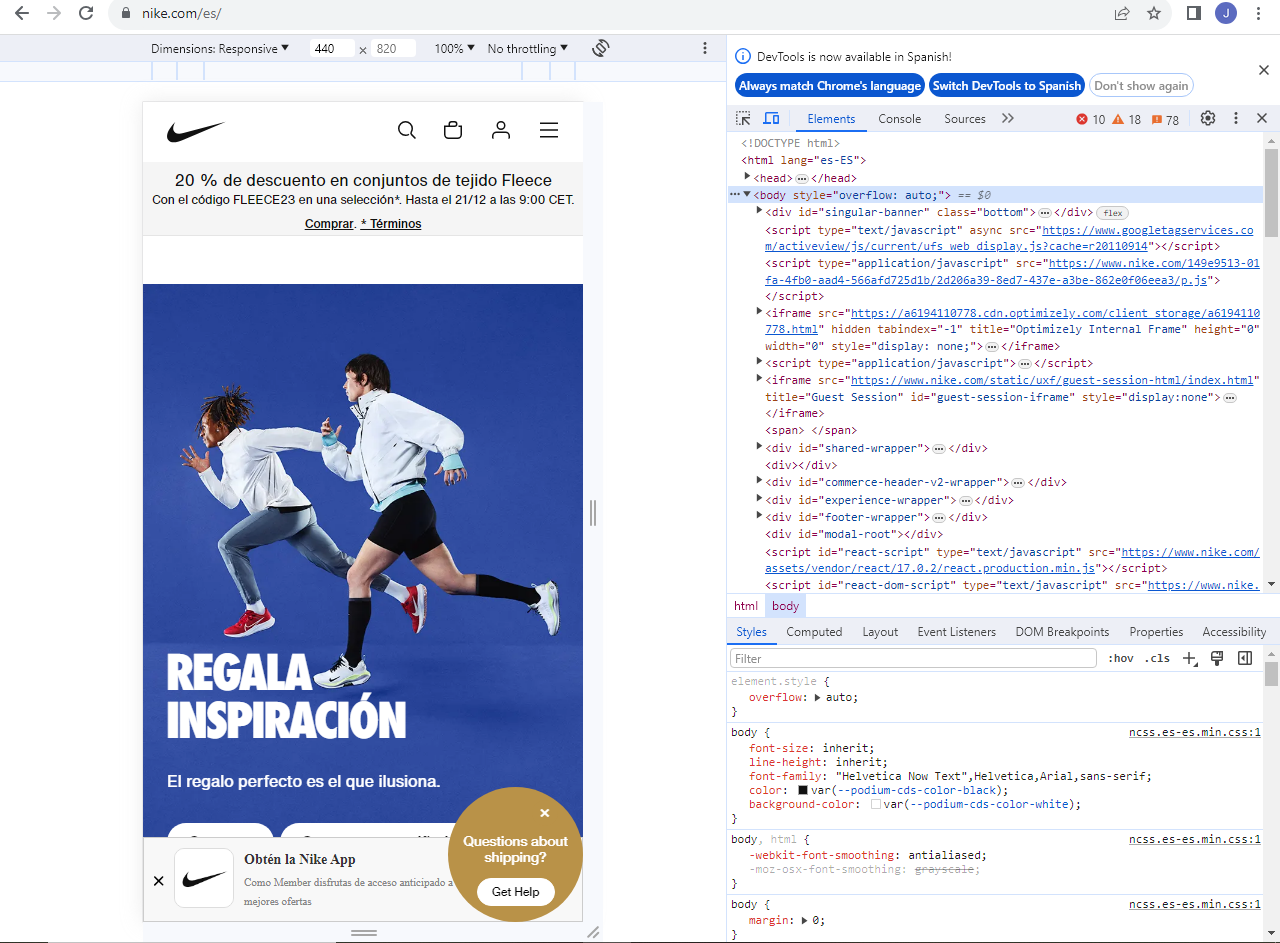 nike.com/es/
J
Dimensions: Responsive
440
×
820
100%
No throttling
20 % de descuento en conjuntos de tejido Fleece
Con el código FLEECE23 en una selección*. Hasta el 21/12 a las 9:00 CET.
Comprar. * Términos
REGALA
INSPIRACIÓN
El regalo perfecto es el que ilusiona.
Questions about
shipping?
Get Help
Obtén la Nike App
Como Member disfrutas de acceso anticipado a
mejores ofertas
DevTools is now available in Spanish!
Always match Chrome's language
Switch DevTools to Spanish
Don't show again
Elements
Console
Sources
10
18
78
<!DOCTYPE html>
<html lang="es-ES">
<head>…</head>
<body style="overflow: auto;"> == $0
<div id="singular-banner" class="bottom">…</div> flex
<script type="text/javascript" async src="https://www.googletagservices.co
m/activeview/js/current/ufs_web_display.js?cache=r20110914"></script>
<script type="application/javascript" src="https://www.nike.com/149e9513-01
fa-4fb0-aad4-566afd725d1b/2d206a39-8ed7-437e-a3be-862e0f06eea3/p.js">
</script>
<iframe src="https://a6194110778.cdn.optimizely.com/client_storage/a6194110
778.html" hidden tabindex="-1" title="Optimizely Internal Frame" height="0"
width="0" style="display: none;">…</iframe>
<script type="application/javascript">…</script>
<iframe src="https://www.nike.com/static/uxf/guest-session-html/index.html"
title="Guest Session" id="guest-session-iframe" style="display:none">…
</iframe>
<span> </span>
<div id="shared-wrapper">…</div>
<div></div>
<div id="commerce-header-v2-wrapper">…</div>
<div id="experience-wrapper">…</div>
<div id="footer-wrapper">…</div>
<div id="modal-root"></div>
<script id="react-script" type="text/javascript" src="https://www.nike.com/
assets/vendor/react/17.0.2/react.production.min.js"></script>
<script id="react-dom-script" type="text/javascript" src="https://www.nike.
html
body
Styles
Computed
Layout
Event Listeners
DOM Breakpoints
Properties
Accessibility
Filter
:hov
.cls
element.style {
overflow: auto;
}
body {
ncss.es-es.min.css:1
font-size: inherit;
line-height: inherit;
font-family: "Helvetica Now Text",Helvetica,Arial,sans-serif;
color: var(--podium-cds-color-black);
background-color: var(--podium-cds-color-white);
}
body, html {
ncss.es-es.min.css:1
-webkit-font-smoothing: antialiased;
-moz-osx-font-smoothing: grayscale;
}
body {
ncss.es-es.min.css:1
margin: 0;
}